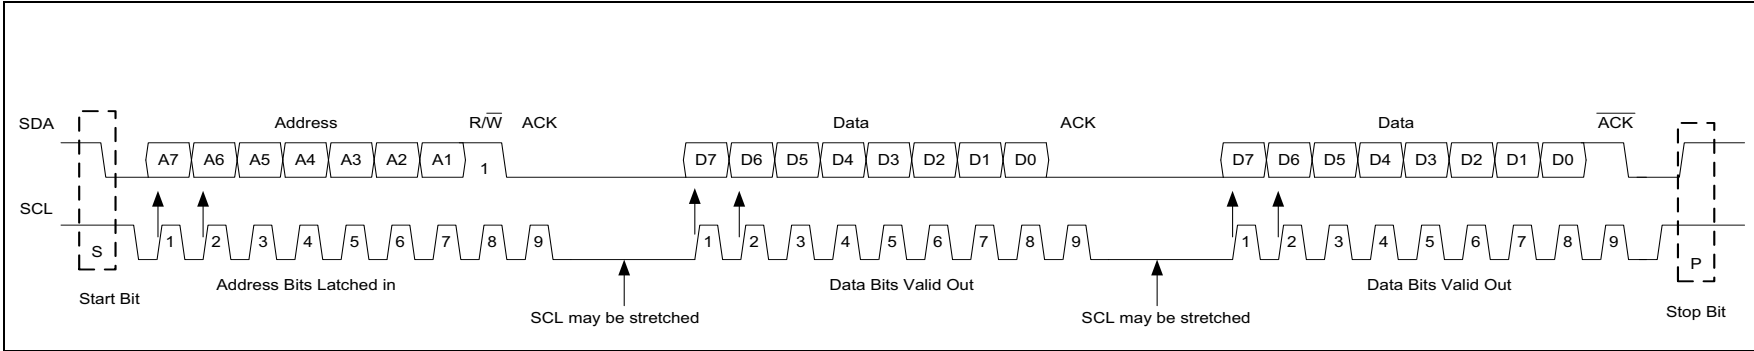 SDA Address R/W̅ ACK Data ACK Data A̅C̅K̅
A7 A6 A5 A4 A3 A2 A1 1 D7 D6 D5 D4 D3 D2 D1 D0 D7 D6 D5 D4 D3 D2 D1 D0
SCL
1 2 3 4 5 6 7 8 9 1 2 3 4 5 6 7 8 9 1 2 3 4 5 6 7 8 9
S P
Address Bits Latched in Data Bits Valid Out Data Bits Valid Out
Start Bit Stop Bit
SCL may be stretched SCL may be stretched